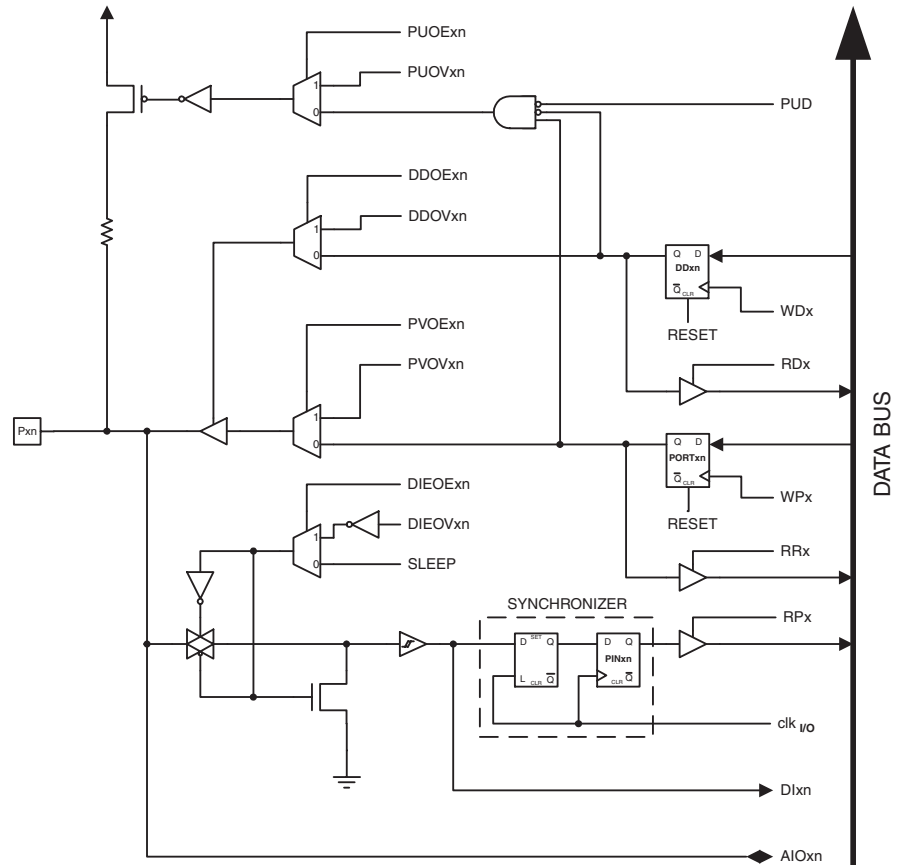 PUOExn
PUOVxn
1
0
PUD
DDOExn
DDOVxn
1
0
Q D
DDxn
Q CLR
WDx
RESET
RDx
PVOExn
PVOVxn
1
0
Pxn
Q D
PORTxn
Q CLR
WPx
RESET
RRx
DATA BUS
DIEOExn
DIEOVxn
1
0
SLEEP
SYNCHRONIZER
RPx
D SET Q
L CLR Q
D Q
PINxn
CLR Q
clk I/O
DIxn
AIOxn